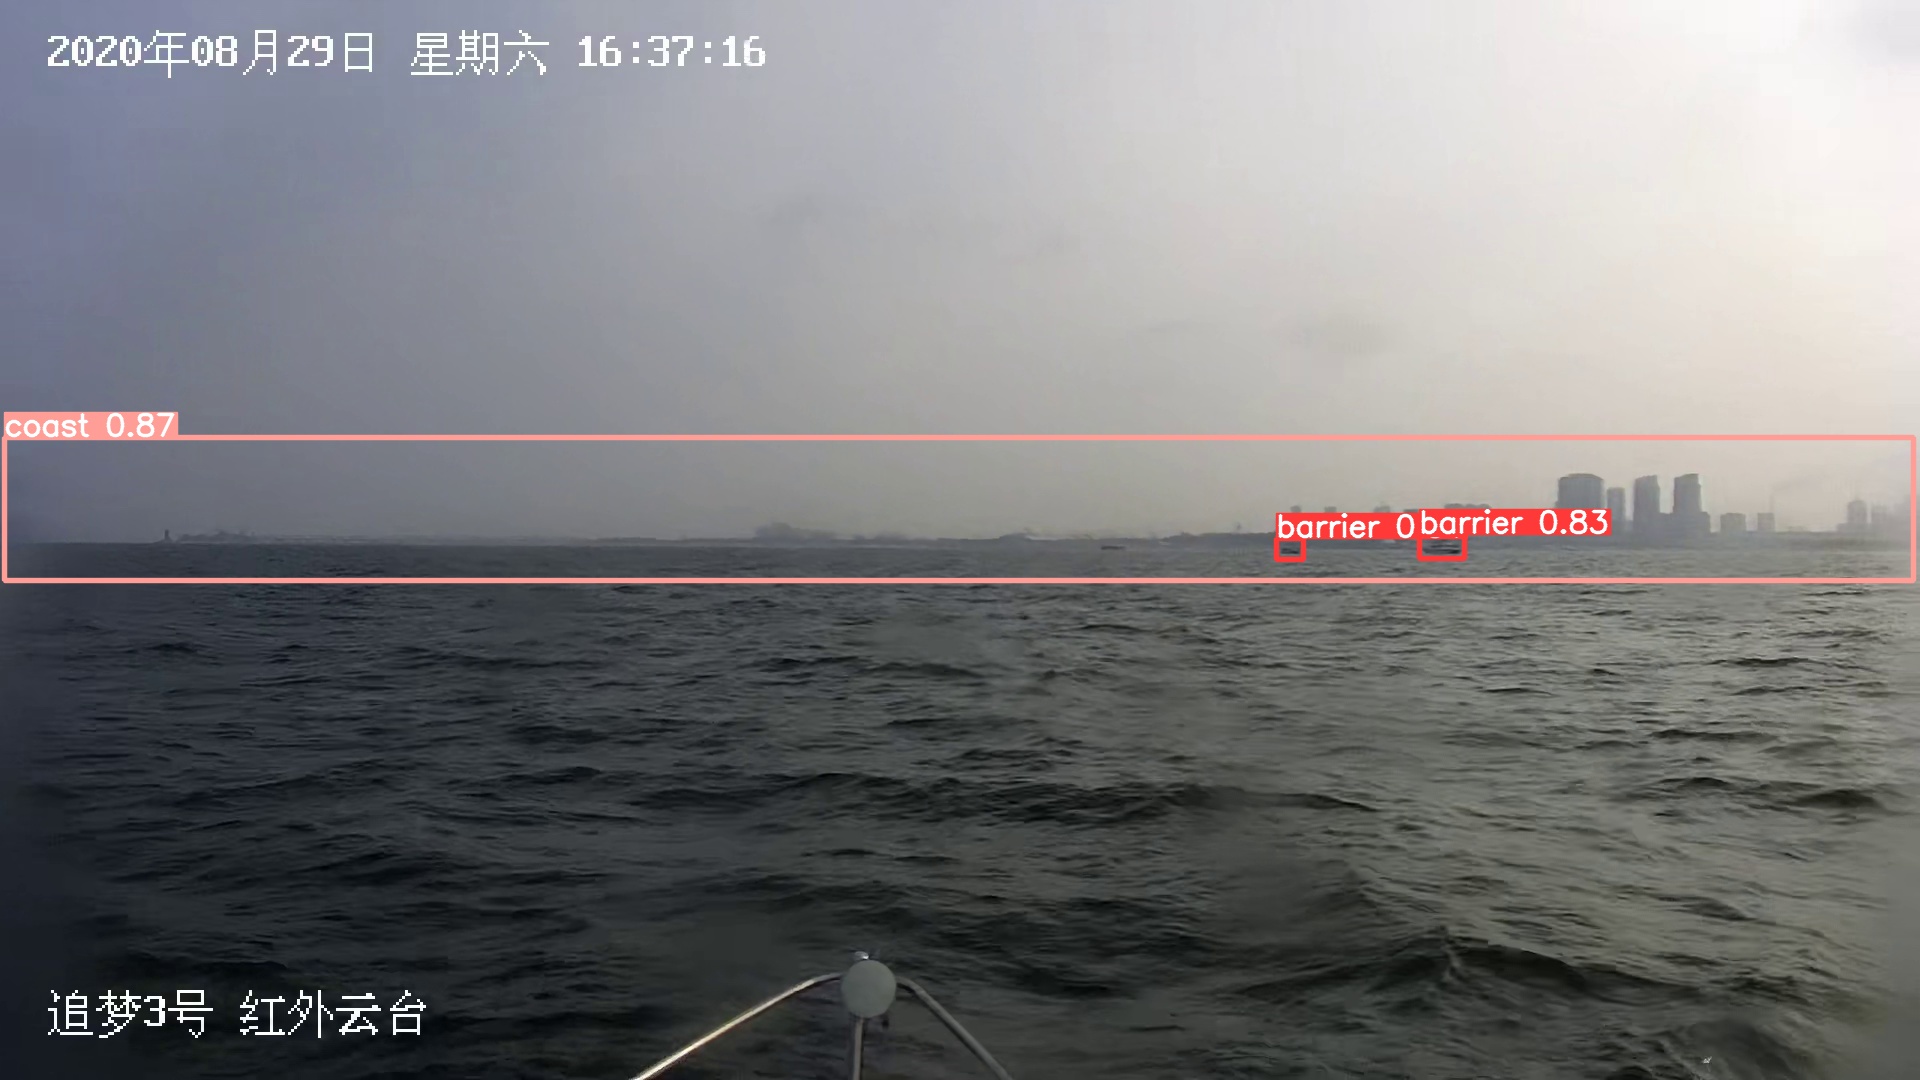 2020年08月29日 星期六 16:37:16
coast 0.87
barrier 0
barrier 0.83
追梦3号 红外云台